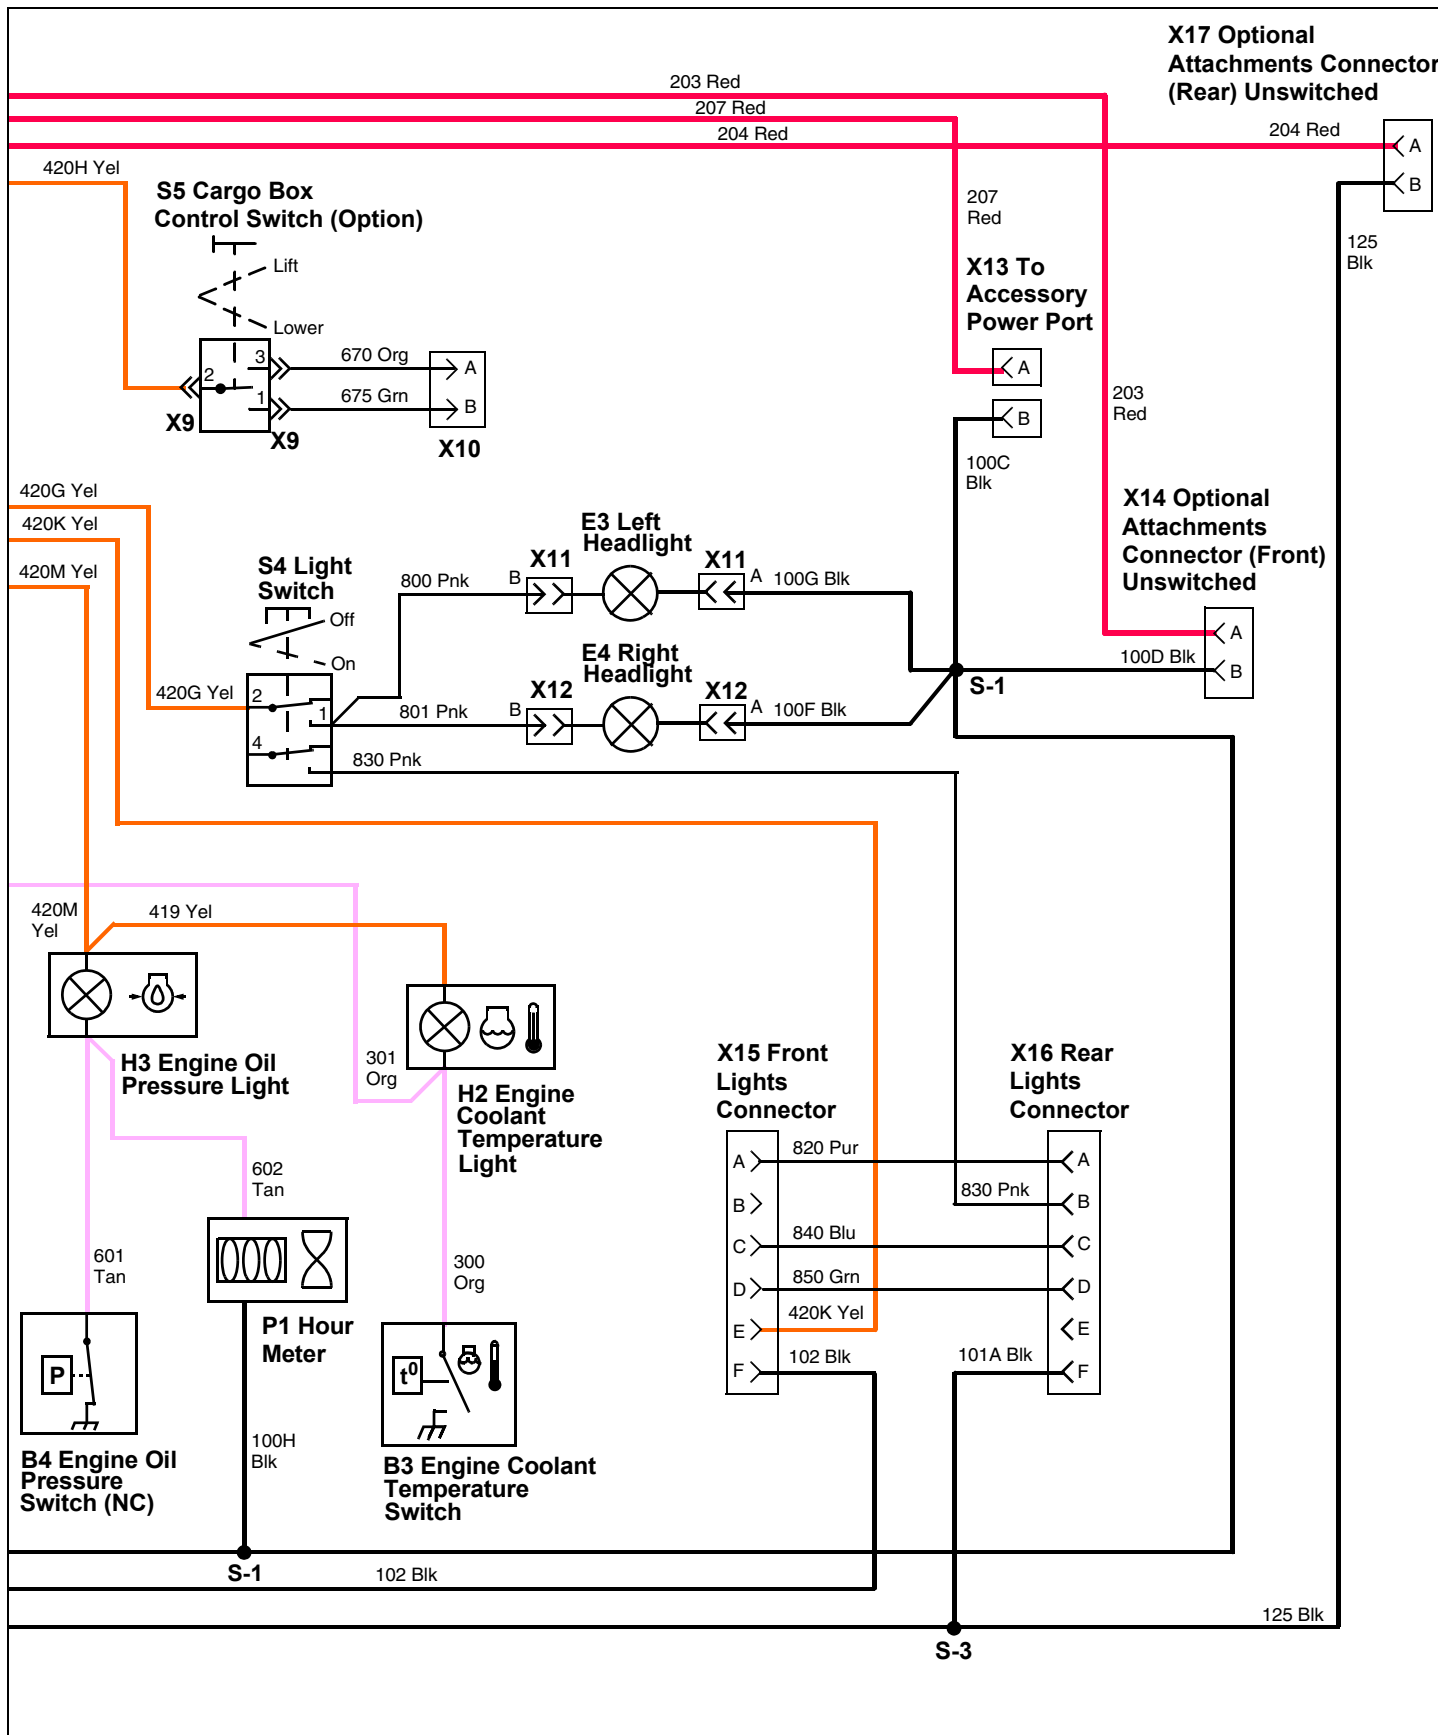 X17 Optional
Attachments Connector
(Rear) Unswitched
203 Red
207 Red
204 Red
204 Red
A
B
420H Yel
S5 Cargo Box
Control Switch (Option)
Lift
Lower
207
Red
125
Blk
X13 To
Accessory
Power Port
A
B
3
2
1
X9
X9
670 Org
675 Grn
A
B
X10
203
Red
100C
Blk
420G Yel
420K Yel
420M Yel
X14 Optional
Attachments
Connector (Front)
Unswitched
A
B
S4 Light
Switch
Off
On
E3 Left
Headlight
800 Pnk
B
X11
X11
A
100G Blk
E4 Right
Headlight
100D Blk
S-1
420G Yel
2
1
4
801 Pnk
B
X12
X12
A
100F Blk
830 Pnk
420M
Yel
419 Yel
H3 Engine Oil
Pressure Light
301
Org
H2 Engine
Coolant
Temperature
Light
X15 Front
Lights
Connector
X16 Rear
Lights
Connector
A
820 Pur
A
B
830 Pnk
B
C
840 Blu
C
D
850 Grn
D
E
420K Yel
E
F
102 Blk
101A Blk
F
602
Tan
601
Tan
300
Org
P1 Hour
Meter
P
t0
100H
Blk
B4 Engine Oil
Pressure
Switch (NC)
B3 Engine Coolant
Temperature
Switch
S-1
102 Blk
125 Blk
S-3